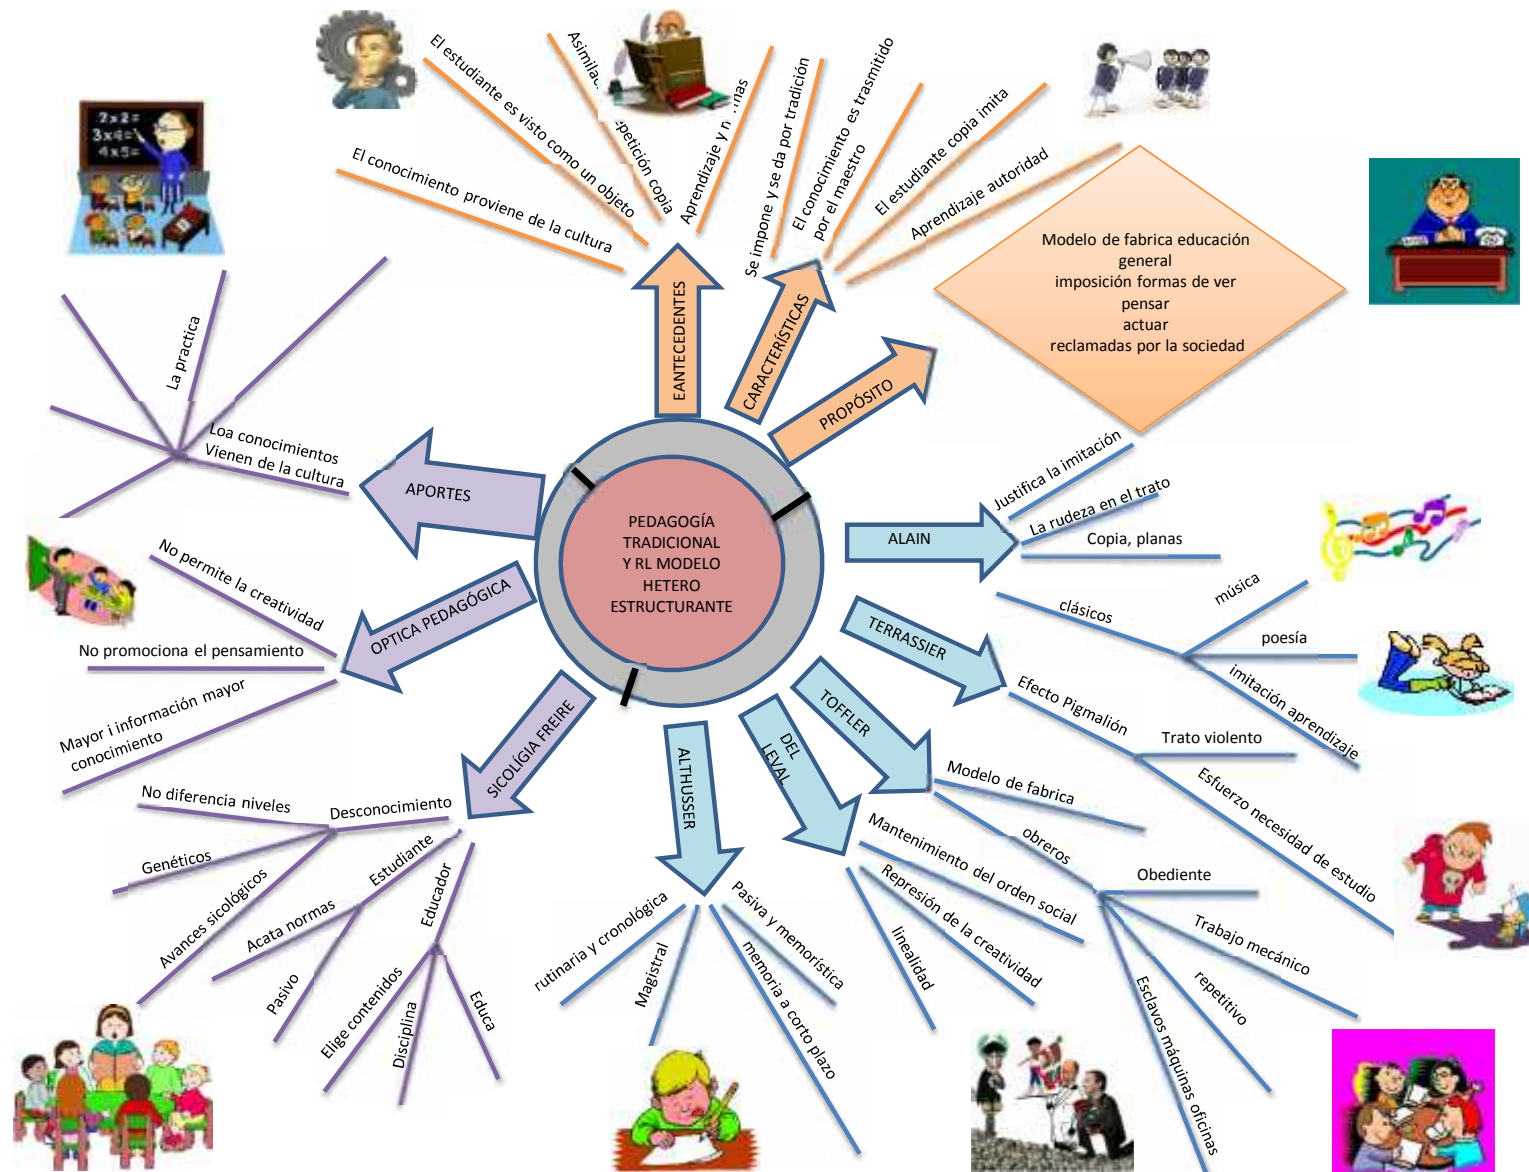 2x2=
3x4=
4x5=
El conocimiento proviene de la cultura
El estudiante es visto como un objeto
epetición copia
Aprendizaje y n
mas
Se impone y se da por tradición
El conocimiento es trasmitido
por el maestro
El estudiante copia imita
Aprendizaje autoridad
Modelo de fabrica educación
general
imposición formas de ver
pensar
actuar
reclamadas por la sociedad
EANTECEDENTES
CARACTERÍSTICAS
PROPÓSITO
PEDAGOGÍA
TRADICIONAL
Y RL MODELO
HETERO
ESTRUCTURANTE
ALAIN
Justifica la imitación
La rudeza en el trato
Copia, planas
TERRASSIER
clásicos
música
poesía
imitación aprendizaje
Efecto Pigmalión
Trato violento
Esfuerzo necesidad de estudio
TOFFLER
Modelo de fabrica
obreros
Obediente
Trabajo mecánico
repetitivo
Esclavos máquinas oficinas
DEL
LEVAL
Mantenimiento del orden social
Represión de la creatividad
linealidad
ALTHUSSER
Pasiva y memorística
memoria a corto plazo
Magistral
rutinaria y cronológica
SICOLÍGIA FREIRE
Desconocimiento
No diferencia niveles
Genéticos
Avances sicológicos
Estudiante
Acata normas
Pasivo
Educador
Elige contenidos
Disciplina
Educa
OPTICA PEDAGÓGICA
No permite la creatividad
No promociona el pensamiento
Mayor i información mayor
conocimiento
APORTES
La practica
Loa conocimientos
Vienen de la cultura